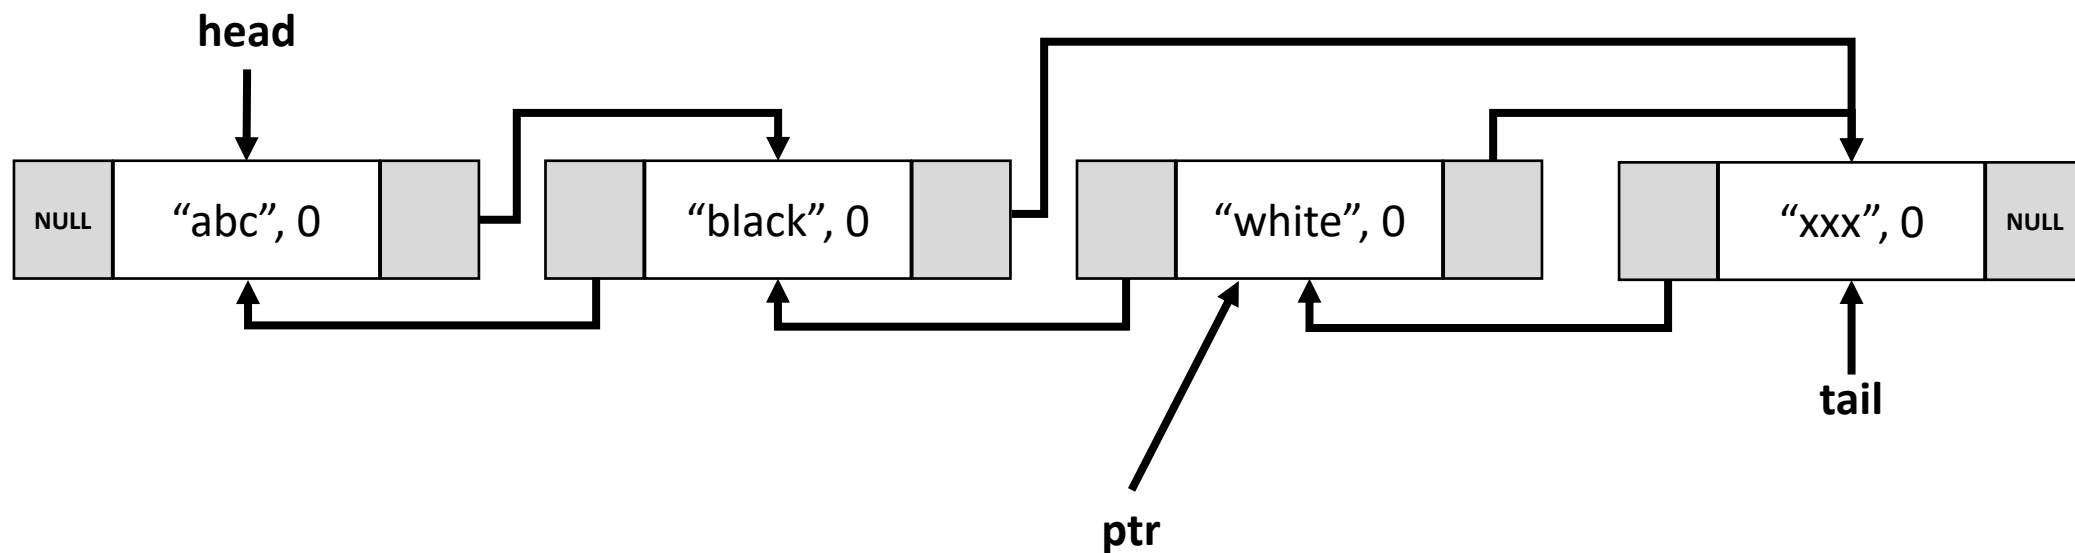 head
NULL “abc”, 0 “black”, 0 “white”, 0 “xxx”, 0 NULL
tail
ptr